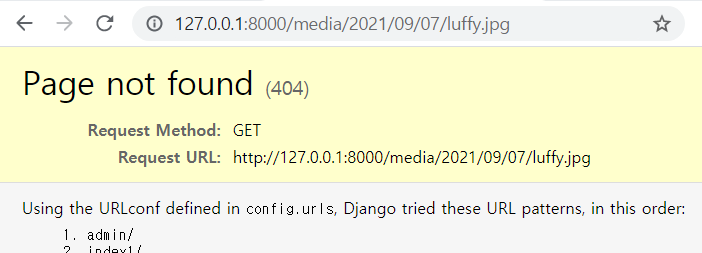 127.0.0.1:8000/media/2021/09/07/luffy.jpg
Page not found (404)
Request Method: GET
Request URL: http://127.0.0.1:8000/media/2021/09/07/luffy.jpg
Using the URLconf defined in config.urls, Django tried these URL patterns, in this order:
1. admin/
2. index1/